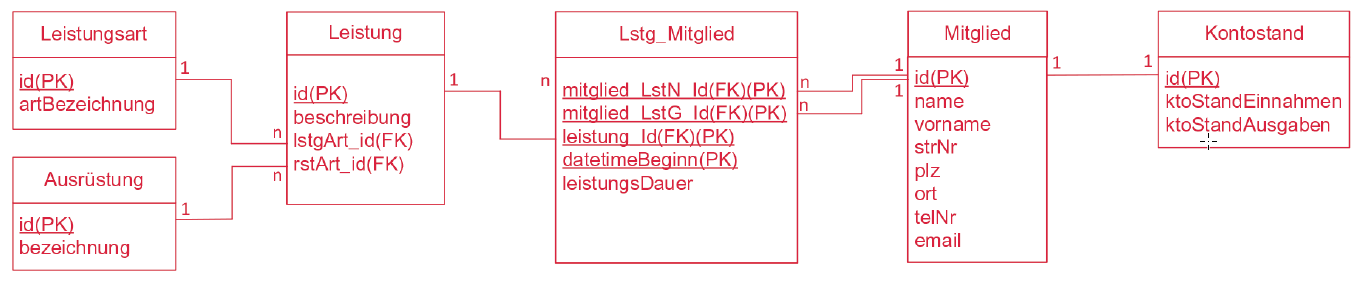 Leistungsart
1
id(PK)
artBezeichnung
n
Ausrüstung
1
id(PK)
bezeichnung
n
Leistung
1
id(PK)
beschreibung
lstgArt_id(FK)
rstArt_id(FK)
n
Lstg_Mitglied
mitglied_LstN_Id(FK)(PK)
mitglied_LstG_Id(FK)(PK)
leistung_Id(FK)(PK)
datetimeBeginn(PK)
leistungsDauer
n
n
1
1
Mitglied
id(PK)
name
vorname
strNr
plz
ort
telNr
email
1
1
Kontostand
id(PK)
ktoStandEinnahmen
ktoStandAusgaben